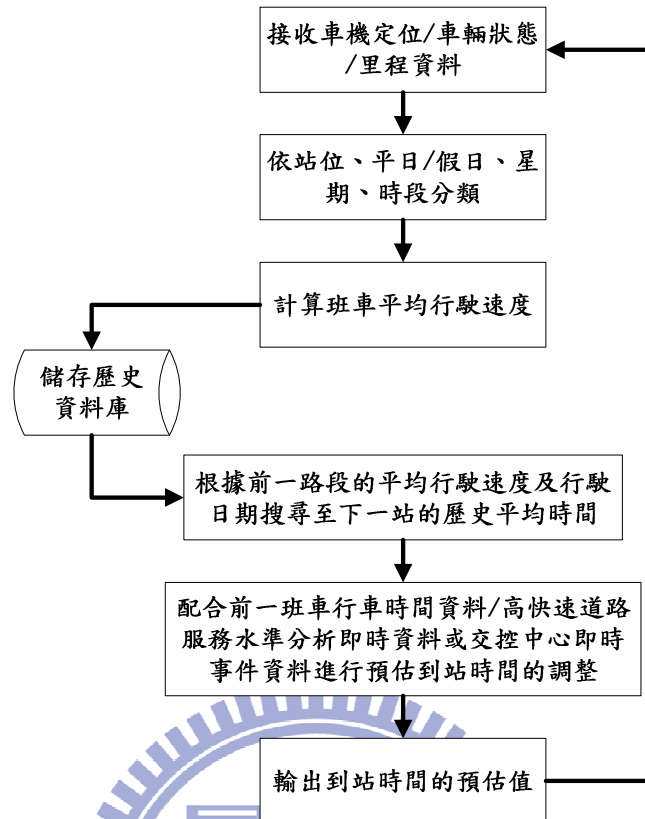 接收車機定位/車輛狀態
/里程資料
依站位、平日/假日、星
期、時段分類
計算班車平均行駛速度
儲存歷史
資料庫
根據前一路段的平均行駛速度及行駛
日期搜尋至下一站的歷史平均時間
配合前一班車行車時間資料/高快速道路
服務水準分析即時資料或交控中心即時
事件資料進行預估到站時間的調整
輸出到站時間的預估值